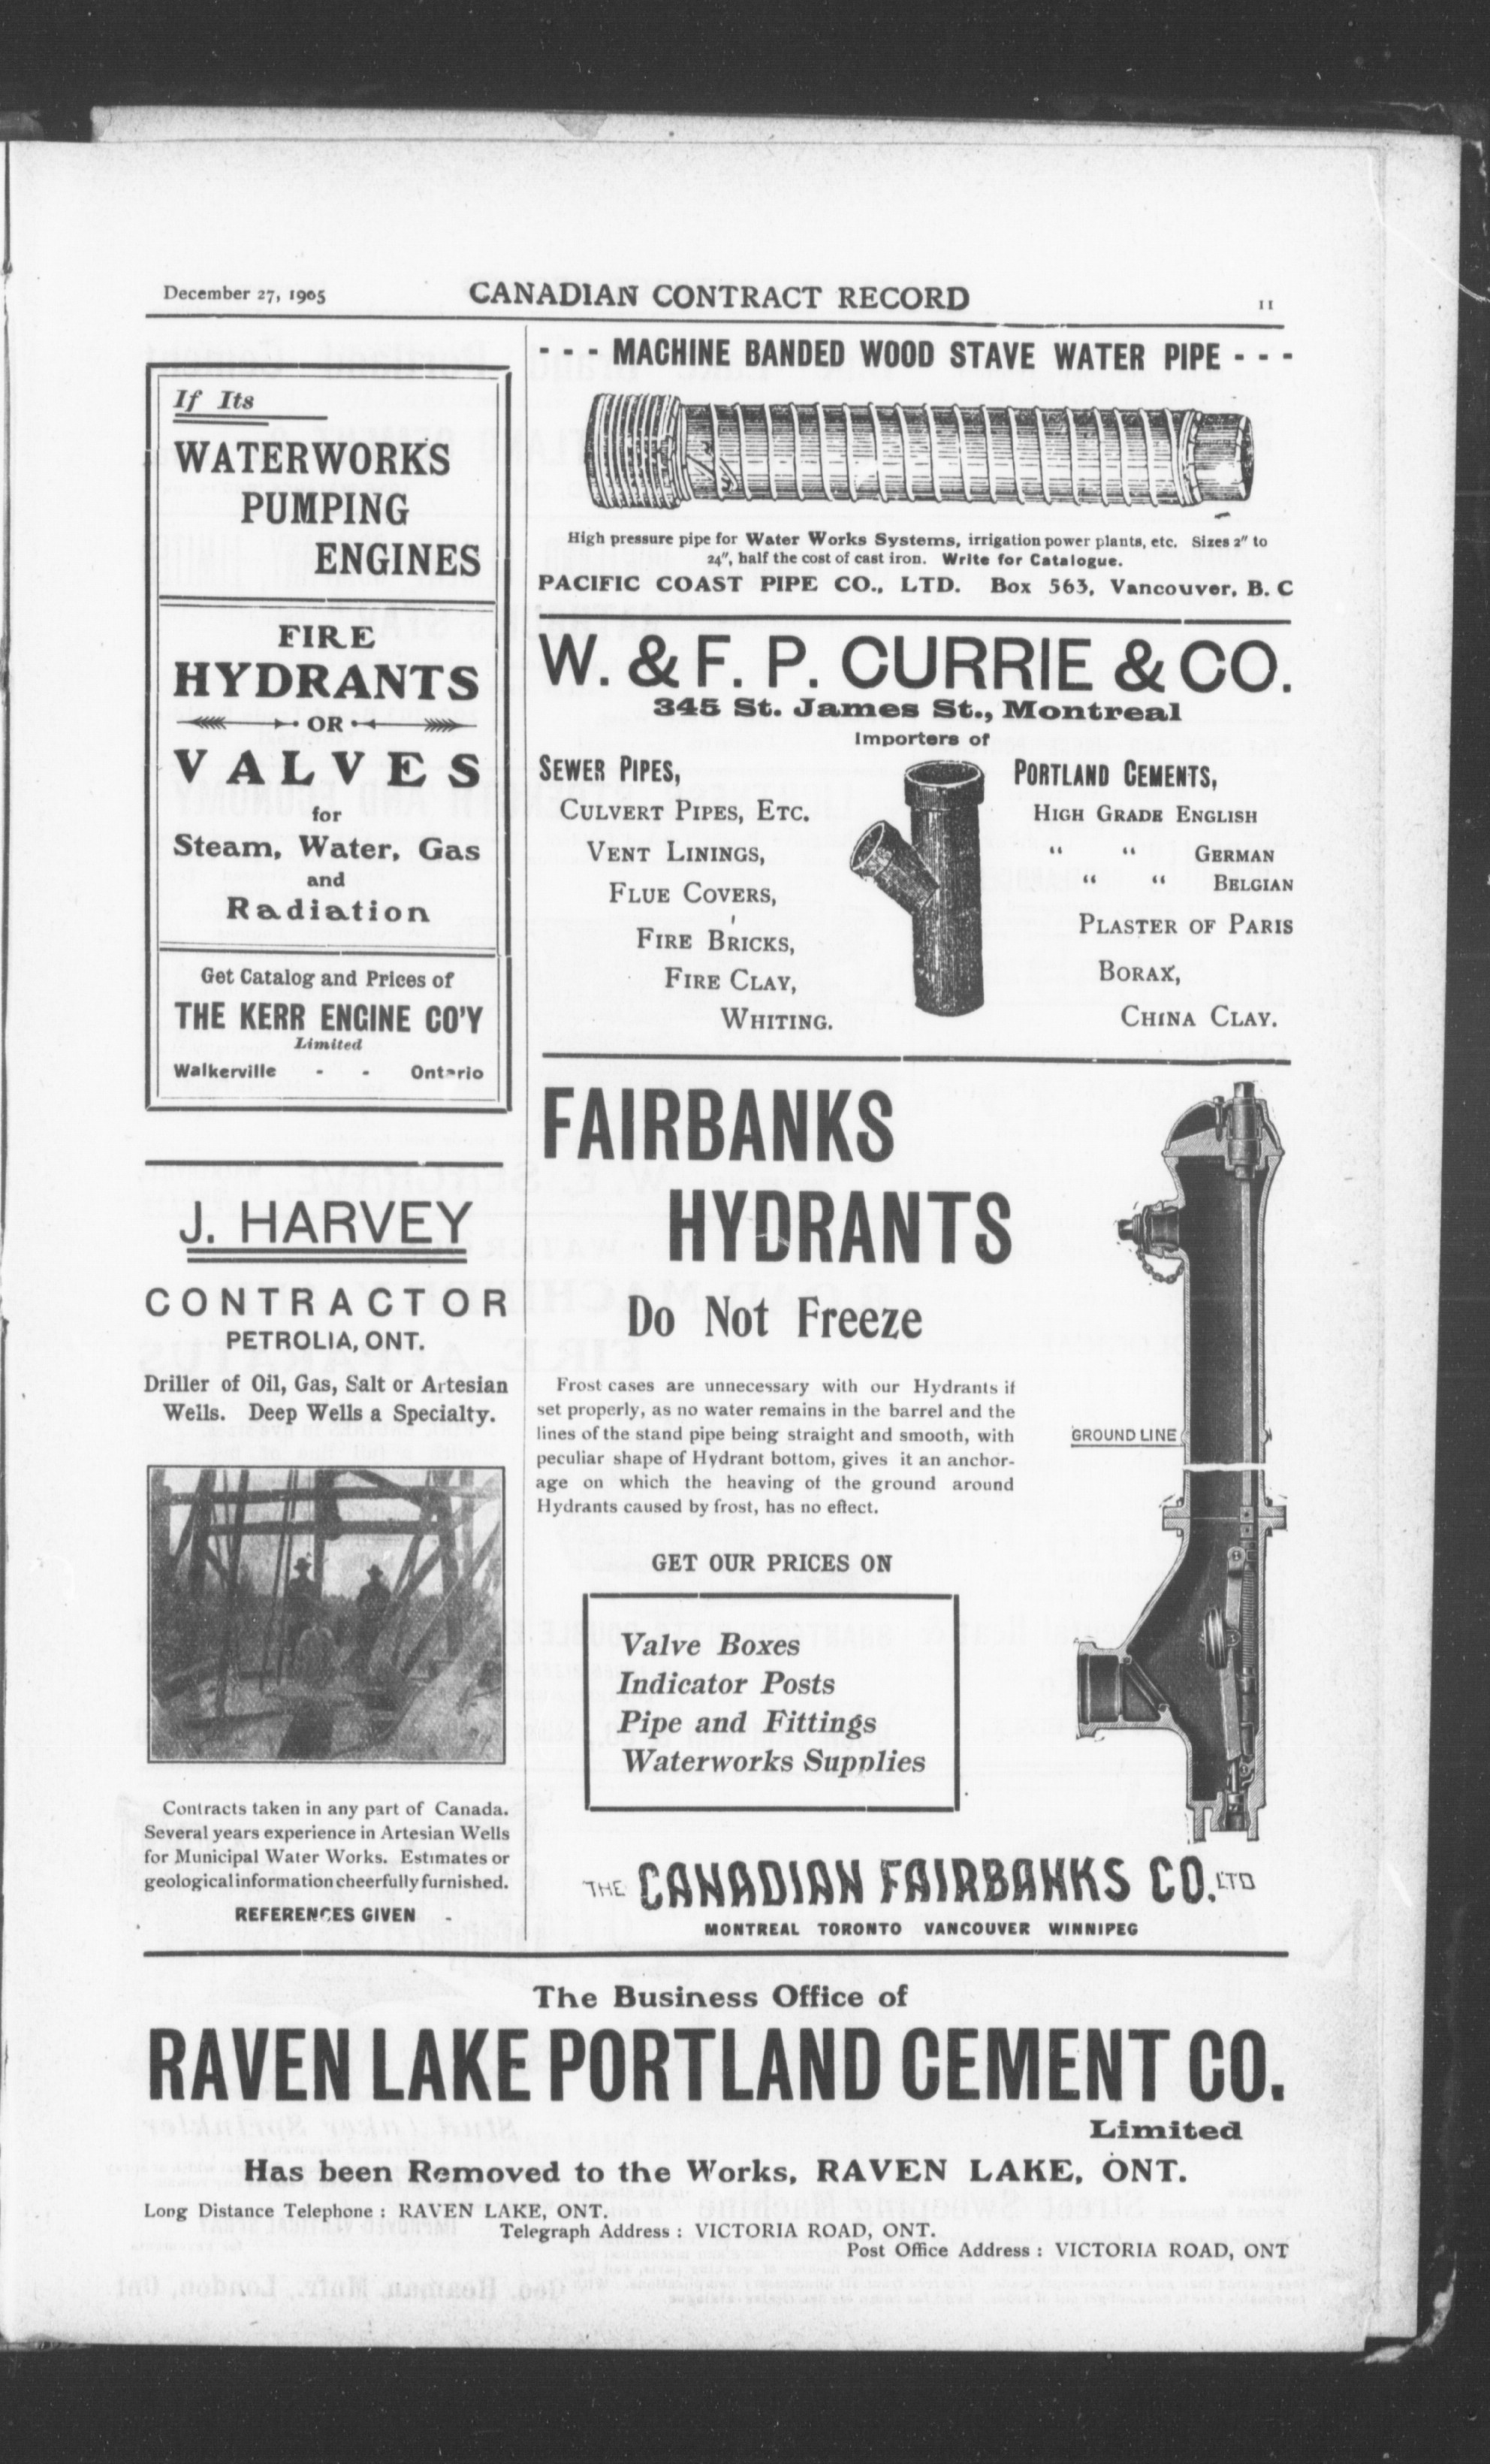 December 27, 1905
CANADIAN CONTRACT RECORD
11
If Its
WATERWORKS
PUMPING
ENGINES
FIRE
HYDRANTS
OR
VALVES
for
Steam, Water, Gas
and
Radiation
Get Catalog and Prices of
THE KERR ENGINE CO'Y
Limited
Walkerville - - Ontario
J. HARVEY
CONTRACTOR
PETROLIA, ONT.
Driller of Oil, Gas, Salt or Artesian
Wells. Deep Wells a Specialty.
Contracts taken in any part of Canada.
Several years experience in Artesian Wells
for Municipal Water Works. Estimates or
geological information cheerfully furnished.
REFERENCES GIVEN -
- - - MACHINE BANDED WOOD STAVE WATER PIPE - - -
High pressure pipe for Water Works Systems, irrigation power plants, etc. Sizes 2" to
24", half the cost of cast iron. Write for Catalogue.
PACIFIC COAST PIPE CO., LTD. Box 563, Vancouver, B. C
W. & F. P. CURRIE & CO.
345 St. James St., Montreal
Importers of
SEWER PIPES,
CULVERT PIPES, ETC.
VENT LININGS,
FLUE COVERS,
FIRE BRICKS,
FIRE CLAY,
WHITING.
PORTLAND CEMENTS,
HIGH GRADE ENGLISH
" " GERMAN
" " BELGIAN
PLASTER OF PARIS
BORAX,
CHINA CLAY.
FAIRBANKS
HYDRANTS
Do Not Freeze
Frost cases are unnecessary with our Hydrants if
set properly, as no water remains in the barrel and the
lines of the stand pipe being straight and smooth, with
peculiar shape of Hydrant bottom, gives it an anchor-
age on which the heaving of the ground around
Hydrants caused by frost, has no effect.
GROUND LINE
GET OUR PRICES ON
Valve Boxes
Indicator Posts
Pipe and Fittings
Waterworks Supplies
THE CANADIAN FAIRBANKS CO. LTD
MONTREAL TORONTO VANCOUVER WINNIPEG
The Business Office of
RAVEN LAKE PORTLAND CEMENT CO.
Limited
Has been Removed to the Works, RAVEN LAKE, ONT.
Long Distance Telephone : RAVEN LAKE, ONT.
Telegraph Address : VICTORIA ROAD, ONT.
Post Office Address : VICTORIA ROAD, ONT